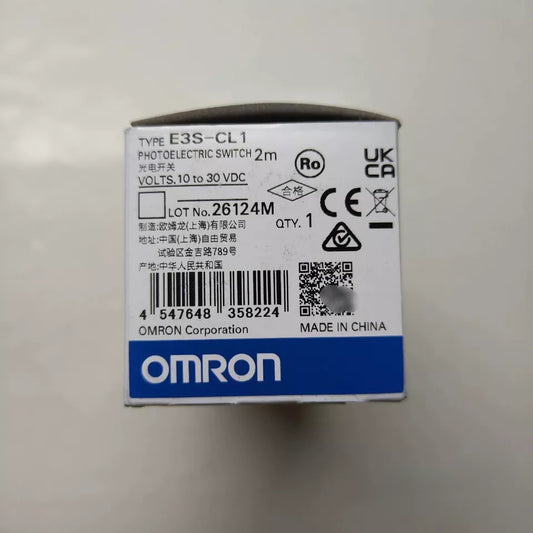 TYPE E3S-CL1
PHOTOELECTRIC SWITCH 2m
光电开关
VOLTS. 10 to 30 VDC
Ro
UK
CA
合格
CE
LOT No. 26124M
QTY. 1
制造: 欧姆龙(上海)有限公司
地址: 中国(上海)自由贸易
试验区金吉路789号
产地: 中华人民共和国
4 547648 358224
OMRON Corporation
MADE IN CHINA
OMRON